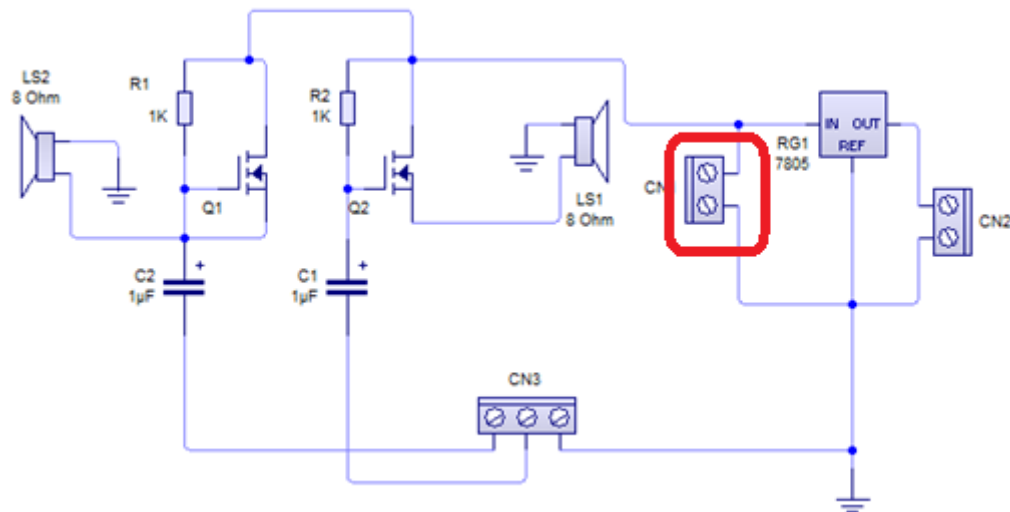 LS2
8 Ohm
R1
1K
R2
1K
Q1
Q2
LS1
8 Ohm
CN
IN OUT
REF
RG1
7805
CN2
C2
1µF
+
C1
1µF
+
CN3